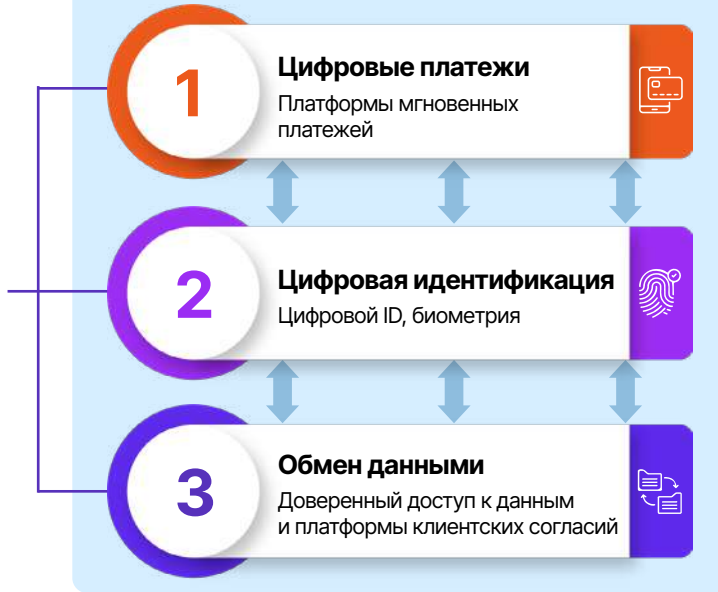 1
Цифровые платежи
Платформы мгновенных
платежей
2
Цифровая идентификация
Цифровой ID, биометрия
3
Обмен данными
Доверенный доступ к данным
и платформы клиентских согласий